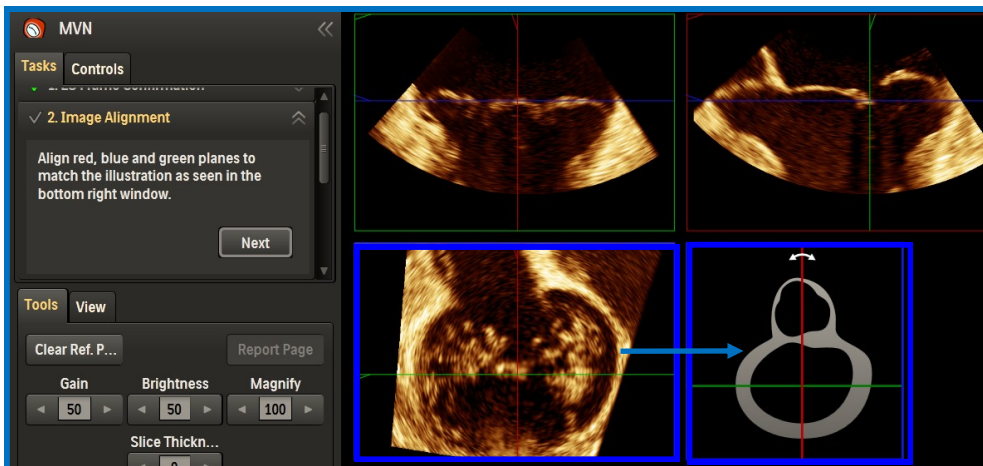 MVN
Tasks
Controls
2. Image Alignment
Align red, blue and green planes to
match the illustration as seen in the
bottom right window.
Next
Tools
View
Clear Ref. P...
Report Page
Gain
Brightness
Magnify
50
50
100
Slice Thickn...